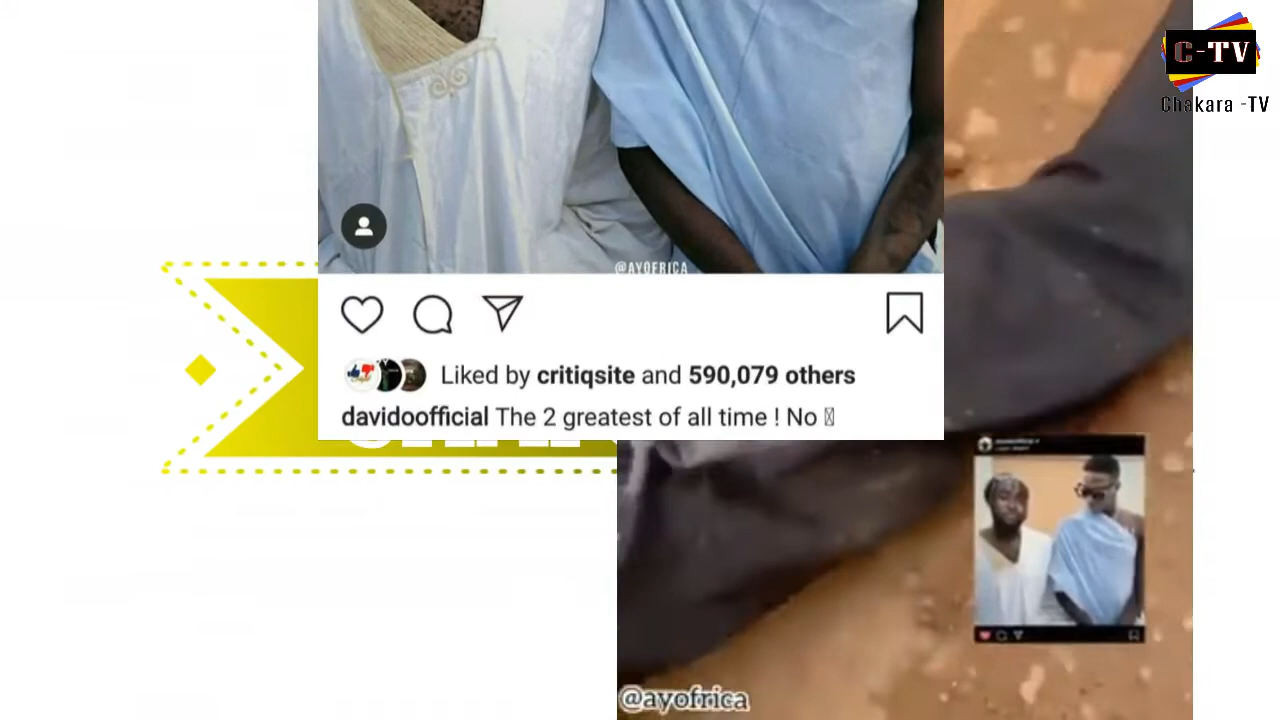 C-TV
Chakara -TV
@AYOFRICA
Liked by critiqsite and 590,079 others
davidoofficial The 2 greatest of all time ! No
@ayofrica